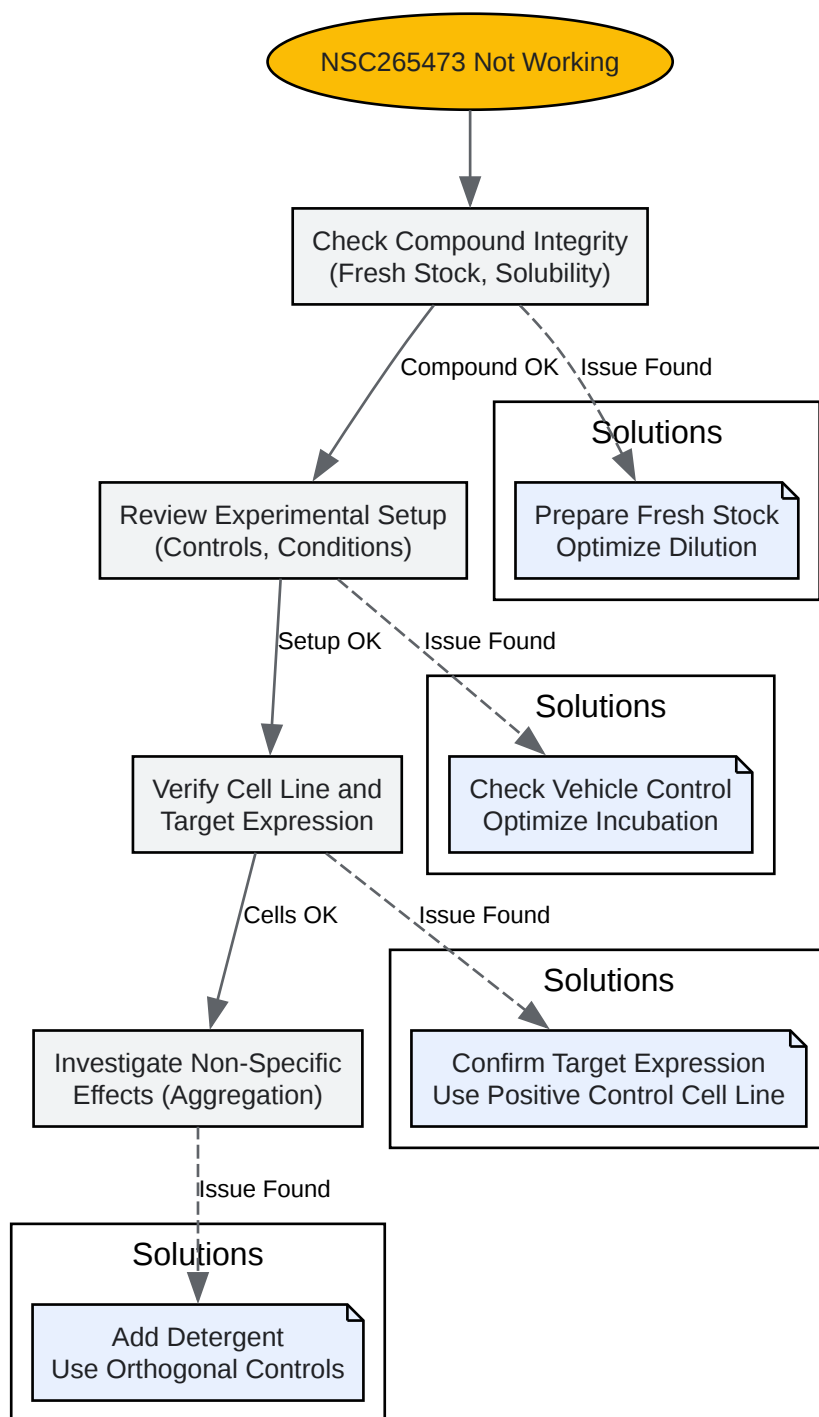 NSC265473 Not Working
Check Compound Integrity
(Fresh Stock, Solubility)
Compound OK
Issue Found
Solutions
Prepare Fresh Stock
Optimize Dilution
Review Experimental Setup
(Controls, Conditions)
Setup OK
Issue Found
Solutions
Check Vehicle Control
Optimize Incubation
Verify Cell Line and
Target Expression
Cells OK
Issue Found
Solutions
Confirm Target Expression
Use Positive Control Cell Line
Investigate Non-Specific
Effects (Aggregation)
Issue Found
Solutions
Add Detergent
Use Orthogonal Controls